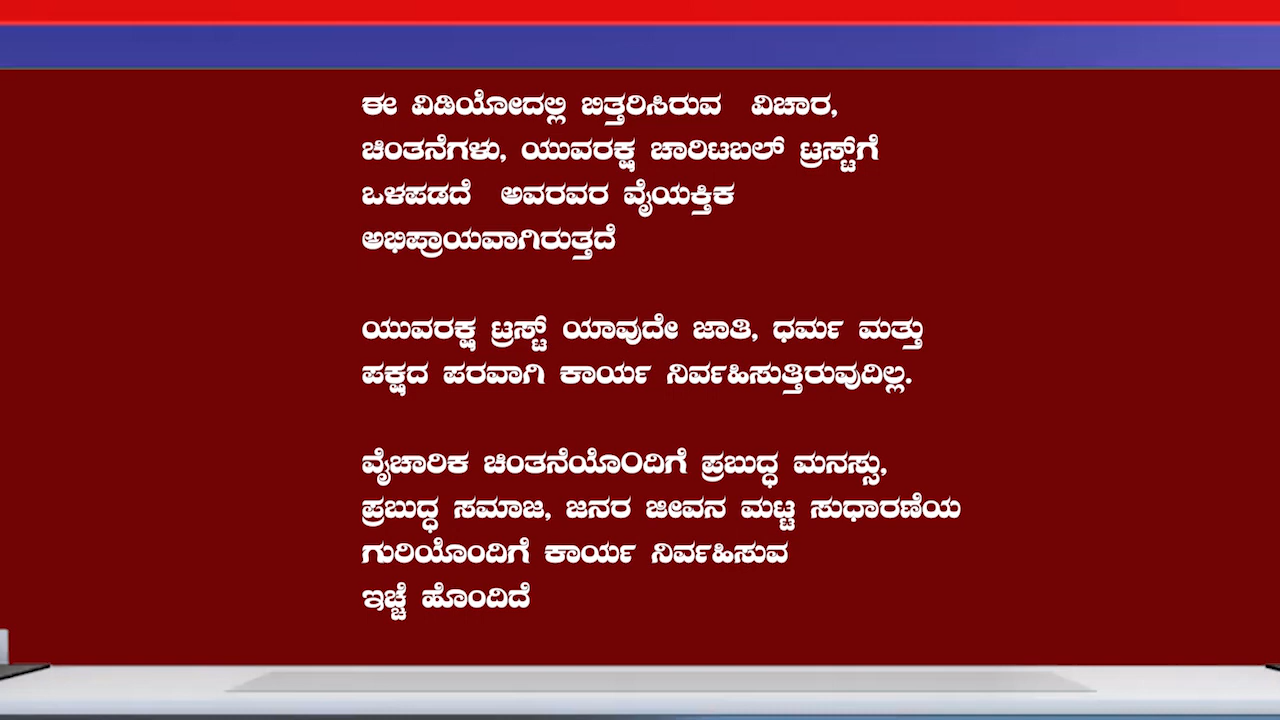 ಈ ವಿಡಿಯೋದಲ್ಲಿ ಬಿತ್ತರಿಸಿರುವ ವಿಚಾರ,
ಚಿಂತನೆಗಳು, ಯುವರಕ್ಷ ಚಾರಿಟಬಲ್ ಟ್ರಸ್ಟ್‌ಗೆ
ಒಳಪಡದೆ ಅವರವರ ವೈಯಕ್ತಿಕ
ಅಭಿಪ್ರಾಯವಾಗಿರುತ್ತದೆ
ಯುವರಕ್ಷ ಟ್ರಸ್ಟ್ ಯಾವುದೇ ಜಾತಿ, ಧರ್ಮ ಮತ್ತು
ಪಕ್ಷದ ಪರವಾಗಿ ಕಾರ್ಯ ನಿರ್ವಹಿಸುತ್ತಿರುವುದಿಲ್ಲ.
ವೈಚಾರಿಕ ಚಿಂತನೆಯೊಂದಿಗೆ ಪ್ರಬುದ್ಧ ಮನಸ್ಸು,
ಪ್ರಬುದ್ಧ ಸಮಾಜ, ಜನರ ಜೀವನ ಮಟ್ಟ ಸುಧಾರಣೆಯ
ಗುರಿಯೊಂದಿಗೆ ಕಾರ್ಯ ನಿರ್ವಹಿಸುವ
ಇಚ್ಚೆ ಹೊಂದಿದೆ